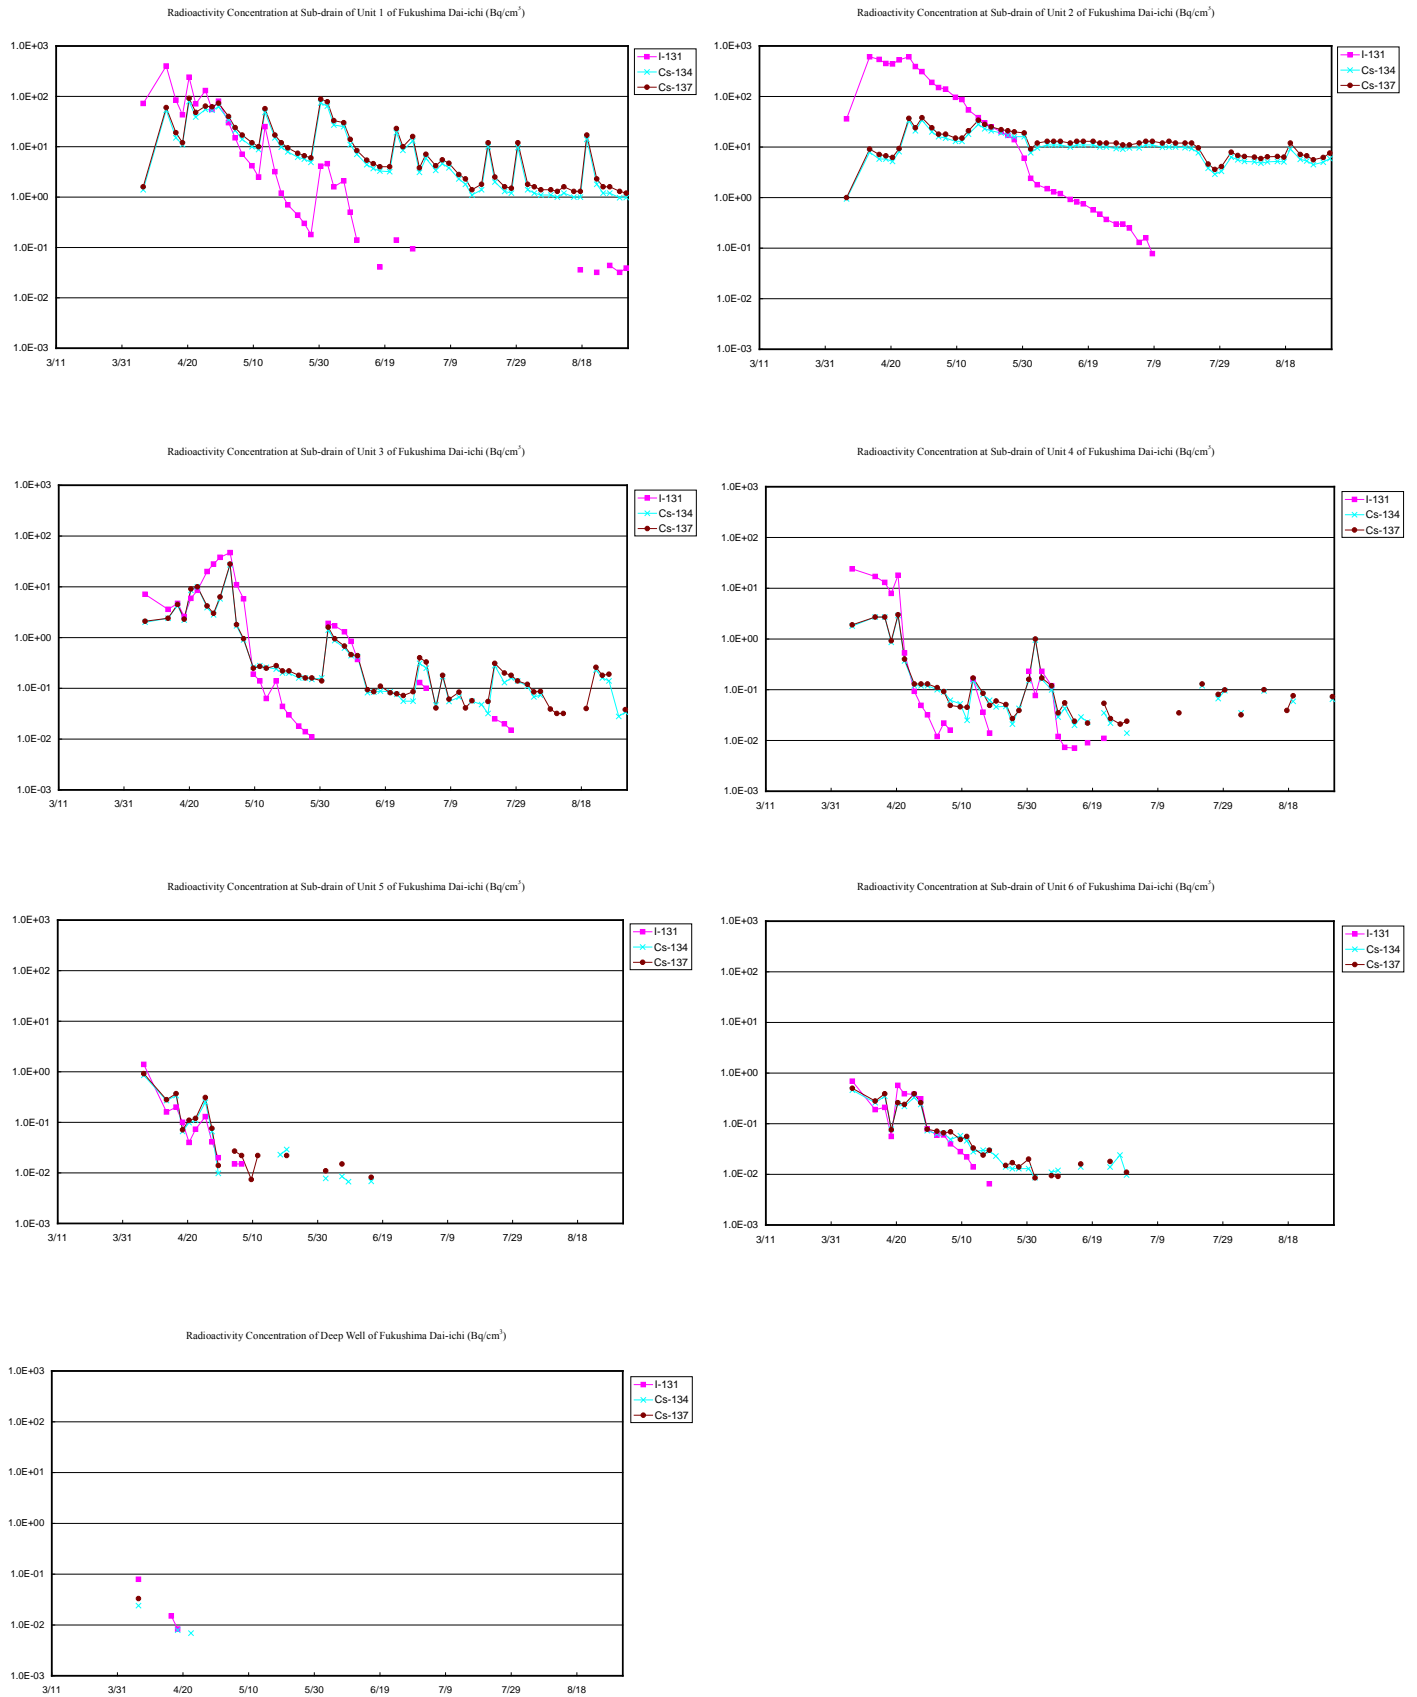 Radioactivity Concentration at Sub-drain of Unit 1 of Fukushima Dai-ichi (Bq/cm³)
1.0E+03
1.0E+02
1.0E+01
1.0E+00
1.0E-01
1.0E-02
1.0E-03
3/11 3/31 4/20 5/10 5/30 6/19 7/9 7/29 8/18
I-131
Cs-134
Cs-137
Radioactivity Concentration at Sub-drain of Unit 2 of Fukushima Dai-ichi (Bq/cm³)
1.0E+03
1.0E+02
1.0E+01
1.0E+00
1.0E-01
1.0E-02
1.0E-03
3/11 3/31 4/20 5/10 5/30 6/19 7/9 7/29 8/18
I-131
Cs-134
Cs-137
Radioactivity Concentration at Sub-drain of Unit 3 of Fukushima Dai-ichi (Bq/cm³)
1.0E+03
1.0E+02
1.0E+01
1.0E+00
1.0E-01
1.0E-02
1.0E-03
3/11 3/31 4/20 5/10 5/30 6/19 7/9 7/29 8/18
I-131
Cs-134
Cs-137
Radioactivity Concentration at Sub-drain of Unit 4 of Fukushima Dai-ichi (Bq/cm³)
1.0E+03
1.0E+02
1.0E+01
1.0E+00
1.0E-01
1.0E-02
1.0E-03
3/11 3/31 4/20 5/10 5/30 6/19 7/9 7/29 8/18
I-131
Cs-134
Cs-137
Radioactivity Concentration at Sub-drain of Unit 5 of Fukushima Dai-ichi (Bq/cm³)
1.0E+03
1.0E+02
1.0E+01
1.0E+00
1.0E-01
1.0E-02
1.0E-03
3/11 3/31 4/20 5/10 5/30 6/19 7/9 7/29 8/18
I-131
Cs-134
Cs-137
Radioactivity Concentration at Sub-drain of Unit 6 of Fukushima Dai-ichi (Bq/cm³)
1.0E+03
1.0E+02
1.0E+01
1.0E+00
1.0E-01
1.0E-02
1.0E-03
3/11 3/31 4/20 5/10 5/30 6/19 7/9 7/29 8/18
I-131
Cs-134
Cs-137
Radioactivity Concentration of Deep Well of Fukushima Dai-ichi (Bq/cm³)
1.0E+03
1.0E+02
1.0E+01
1.0E+00
1.0E-01
1.0E-02
1.0E-03
3/11 3/31 4/20 5/10 5/30 6/19 7/9 7/29 8/18
I-131
Cs-134
Cs-137